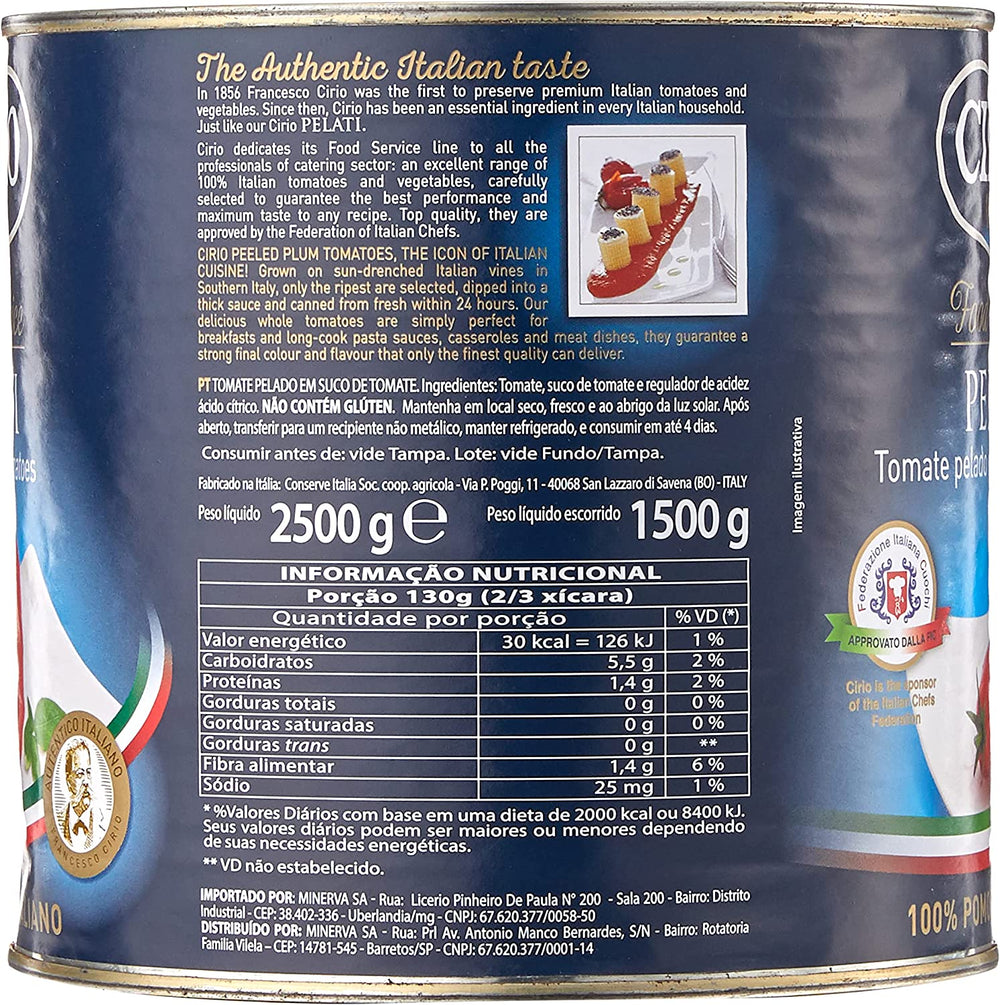 The Authentic Italian taste
In 1856 Francesco Cirio was the first to preserve premium Italian tomatoes and
vegetables. Since then, Cirio has been an essential ingredient in every Italian household.
Just like our Cirio PELATI.
Cirio dedicates its Food Service line to all the
professionals of catering sector: an excellent range of
100% Italian tomatoes and vegetables, carefully
selected to guarantee the best performance and
maximum taste to any recipe. Top quality, they are
approved by the Federation of Italian Chefs.
CIRIO PEELED PLUM TOMATOES, THE ICON OF ITALIAN
CUISINE! Grown on sun-drenched Italian vines in
Southern Italy, only the ripest are selected, dipped into a
thick sauce and canned from fresh within 24 hours. Our
delicious whole tomatoes are simply perfect for
breakfasts and long-cook pasta sauces, casseroles and meat dishes, they guarantee a
strong final colour and flavour that only the finest quality can deliver.
PT TOMATE PELADO EM SUCO DE TOMATE. Ingredientes: Tomate, suco de tomate e regulador de acidez
ácido cítrico. NÃO CONTÉM GLÚTEN. Mantenha em local seco, fresco e ao abrigo da luz solar. Após
aberto, transferir para um recipiente não metálico, manter refrigerado, e consumir em até 4 dias.
Consumir antes de: vide Tampa. Lote: vide Fundo/Tampa.
Fabricado na Itália: Conserve Italia Soc. coop. agricola - Via P. Poggi, 11 - 40068 San Lazzaro di Savena (BO) - ITALY
Peso líquido 2500 g e Peso líquido escorrido 1500 g
INFORMAÇÃO NUTRICIONAL
Porção 130g (2/3 xícara)
Quantidade por porção % VD (*)
Valor energético 30 kcal = 126 kJ 1 %
Carboidratos 5,5 g 2 %
Proteínas 1,4 g 2 %
Gorduras totais 0 g 0 %
Gorduras saturadas 0 g 0 %
Gorduras trans 0 g **
Fibra alimentar 1,4 g 6 %
Sódio 25 mg 1 %
* %Valores Diários com base em uma dieta de 2000 kcal ou 8400 kJ.
Seus valores diários podem ser maiores ou menores dependendo
de suas necessidades energéticas.
** VD não estabelecido.
IMPORTADO POR: MINERVA SA - Rua: Licerio Pinheiro De Paula N° 200 - Sala 200 - Bairro: Distrito
Industrial - CEP: 38.402-336 - Uberlandia/mg - CNPJ: 67.620.377/0058-50
DISTRIBUÍDO POR: MINERVA SA - Rua: Prl Av. Antonio Manco Bernardes, S/N - Bairro: Rotatoria
Familia Vilela - CEP: 14781-545 - Barretos/SP - CNPJ: 67.620.377/0001-14
Imagem ilustrativa
AUTENTICO ITALIANO
FRANCESCO CIRIO
Tomate pelado
Federazione Italiana Cuochi
APPROVATO DALLA FIC
Cirio is the sponsor
of the Italian Chefs
Federation
100%